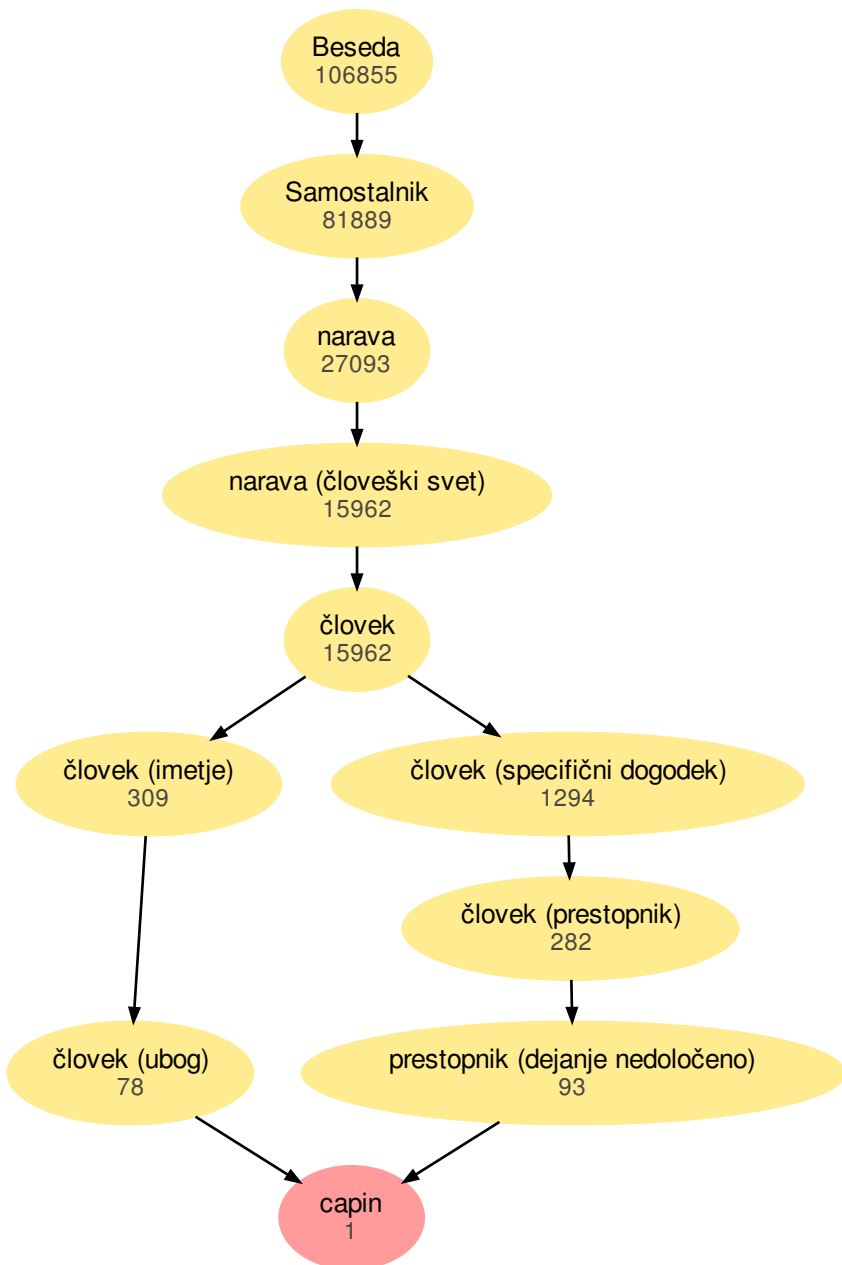 Beseda
106855
Samostalnik
81889
narava
27093
narava (človeški svet)
15962
človek
15962
človek (imetje)
309
človek (specifični dogodek)
1294
človek (prestopnik)
282
človek (ubog)
78
prestopnik (dejanje nedoločeno)
93
capin
1